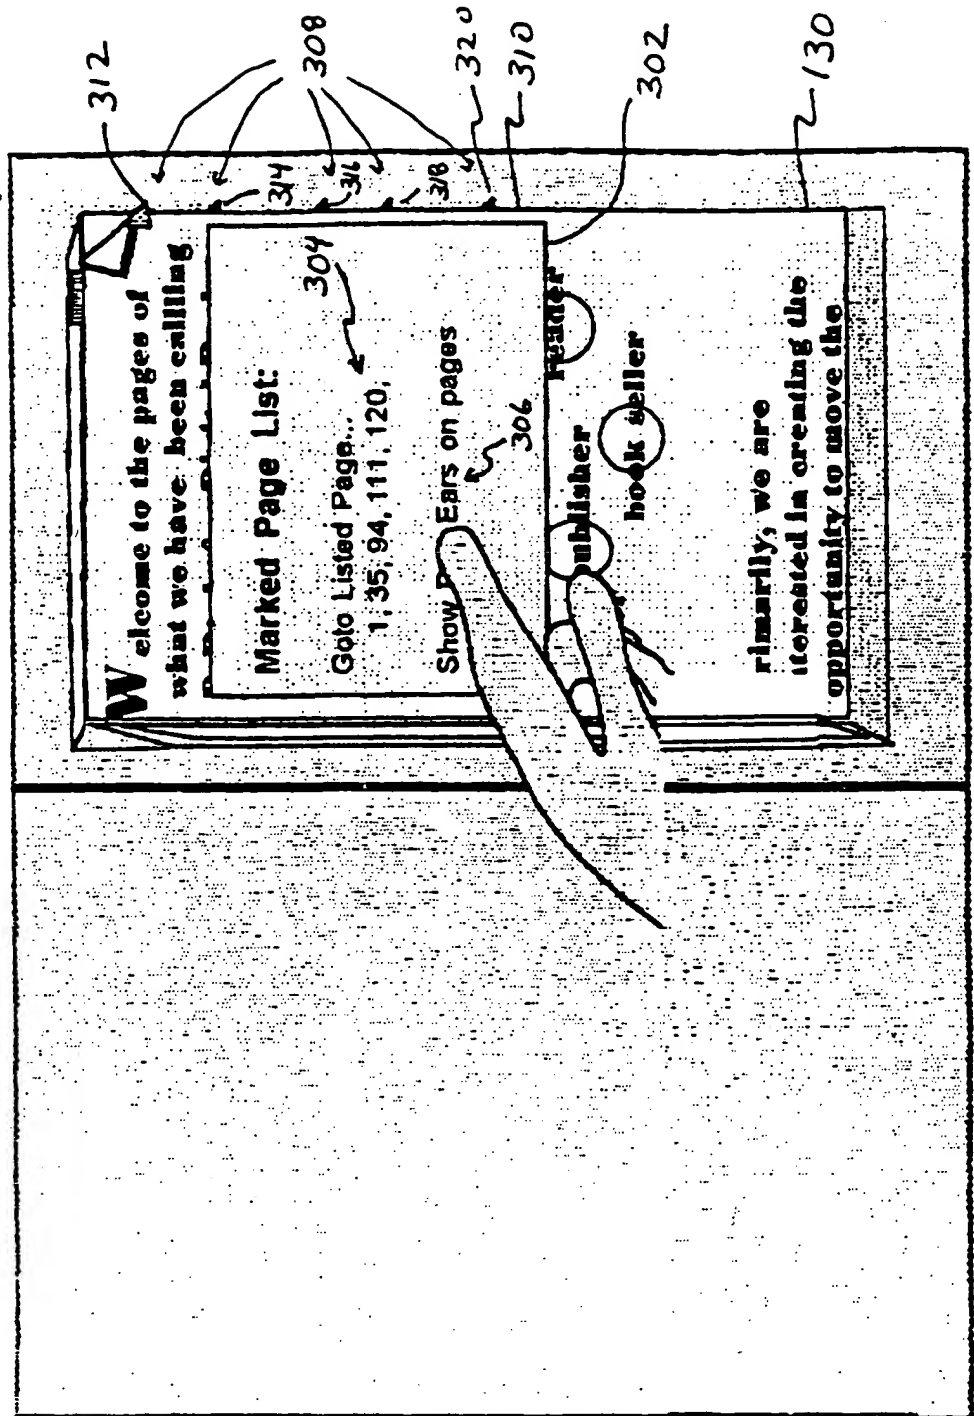 Welcome to the pages of
what we have been calling
Marked Page List:
Goto Listed Page...
1, 35, 94, 111, 120,
Show Ears on pages
reader
publisher
book seller
rimarily, we are
iterested in creating the
opportunity to move the
312
308
314
316
318
320
310
302
130
304
306